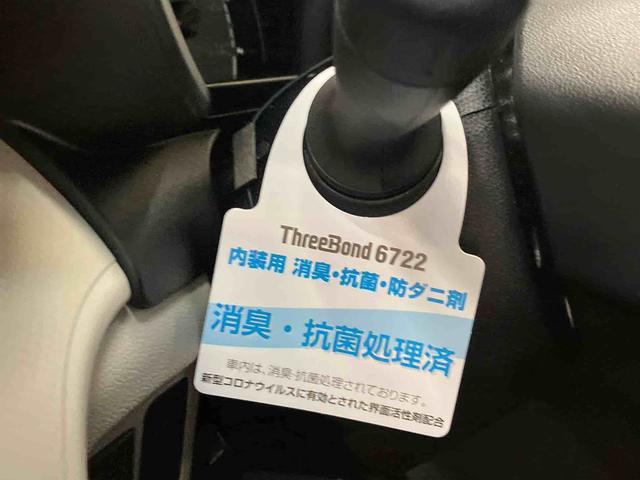 ThreeBond 6722
内装用 消臭・抗菌・防ダニ剤
消臭・抗菌処理済
車内は、消臭・抗菌処理されております。
新型コロナウイルスに有効とされた界面活性剤配合